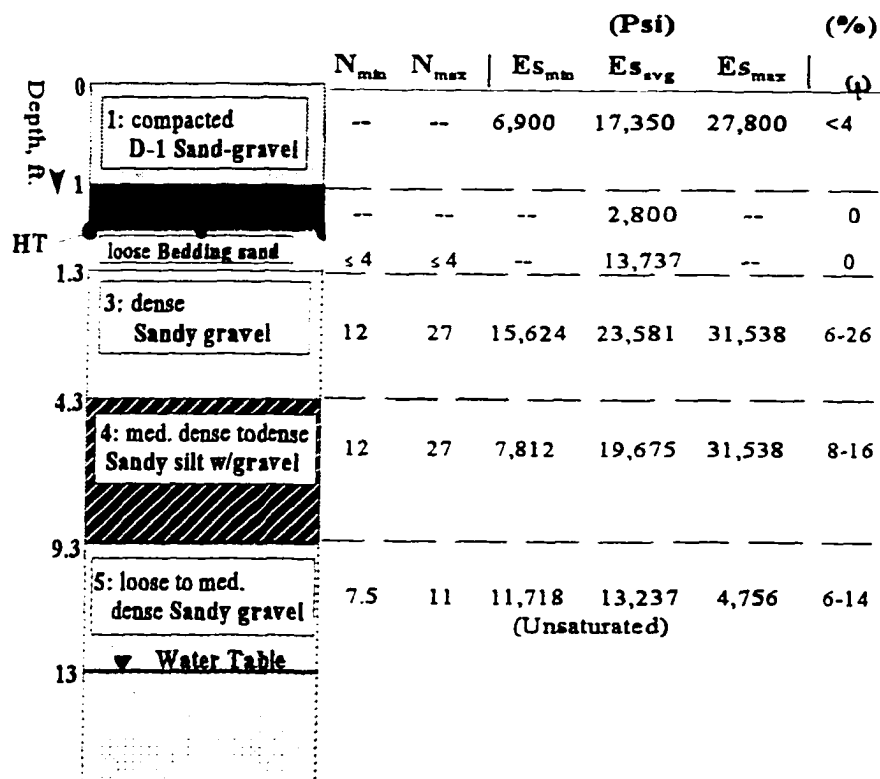 (Psi) (%)
N_min N_max | Es_min Es_avg Es_max | φ
Depth, ft.
0
1: compacted -- -- 6,900 17,350 27,800 <4
D-1 Sand-gravel
1
-- -- -- 2,800 -- 0
HT
loose Bedding sand ≤4 ≤4 -- 13,737 -- 0
1.3
3: dense
Sandy gravel 12 27 15,624 23,581 31,538 6-26
4.3
4: med. dense todense 12 27 7,812 19,675 31,538 8-16
Sandy silt w/gravel
9.3
5: loose to med. 7.5 11 11,718 13,237 4,756 6-14
dense Sandy gravel (Unsaturated)
Water Table
13